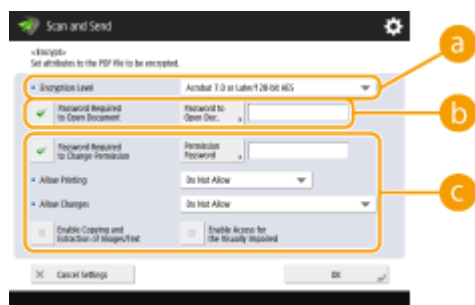 Scan and Send
<Encrypt>
Set attributes to the PDF file to be encrypted.
a
Encryption Level
Acrobat 7.0 or Later/128-bit AES
b
Password Required
to Open Document
Password to
Open Doc.
Password Required
to Change Permission
Permission
Password
Allow Printing
Do Not Allow
c
Allow Changes
Do Not Allow
Enable Copying and
Extraction of Images/Text
Enable Access for
the Visually Impaired
Cancel Settings
OK